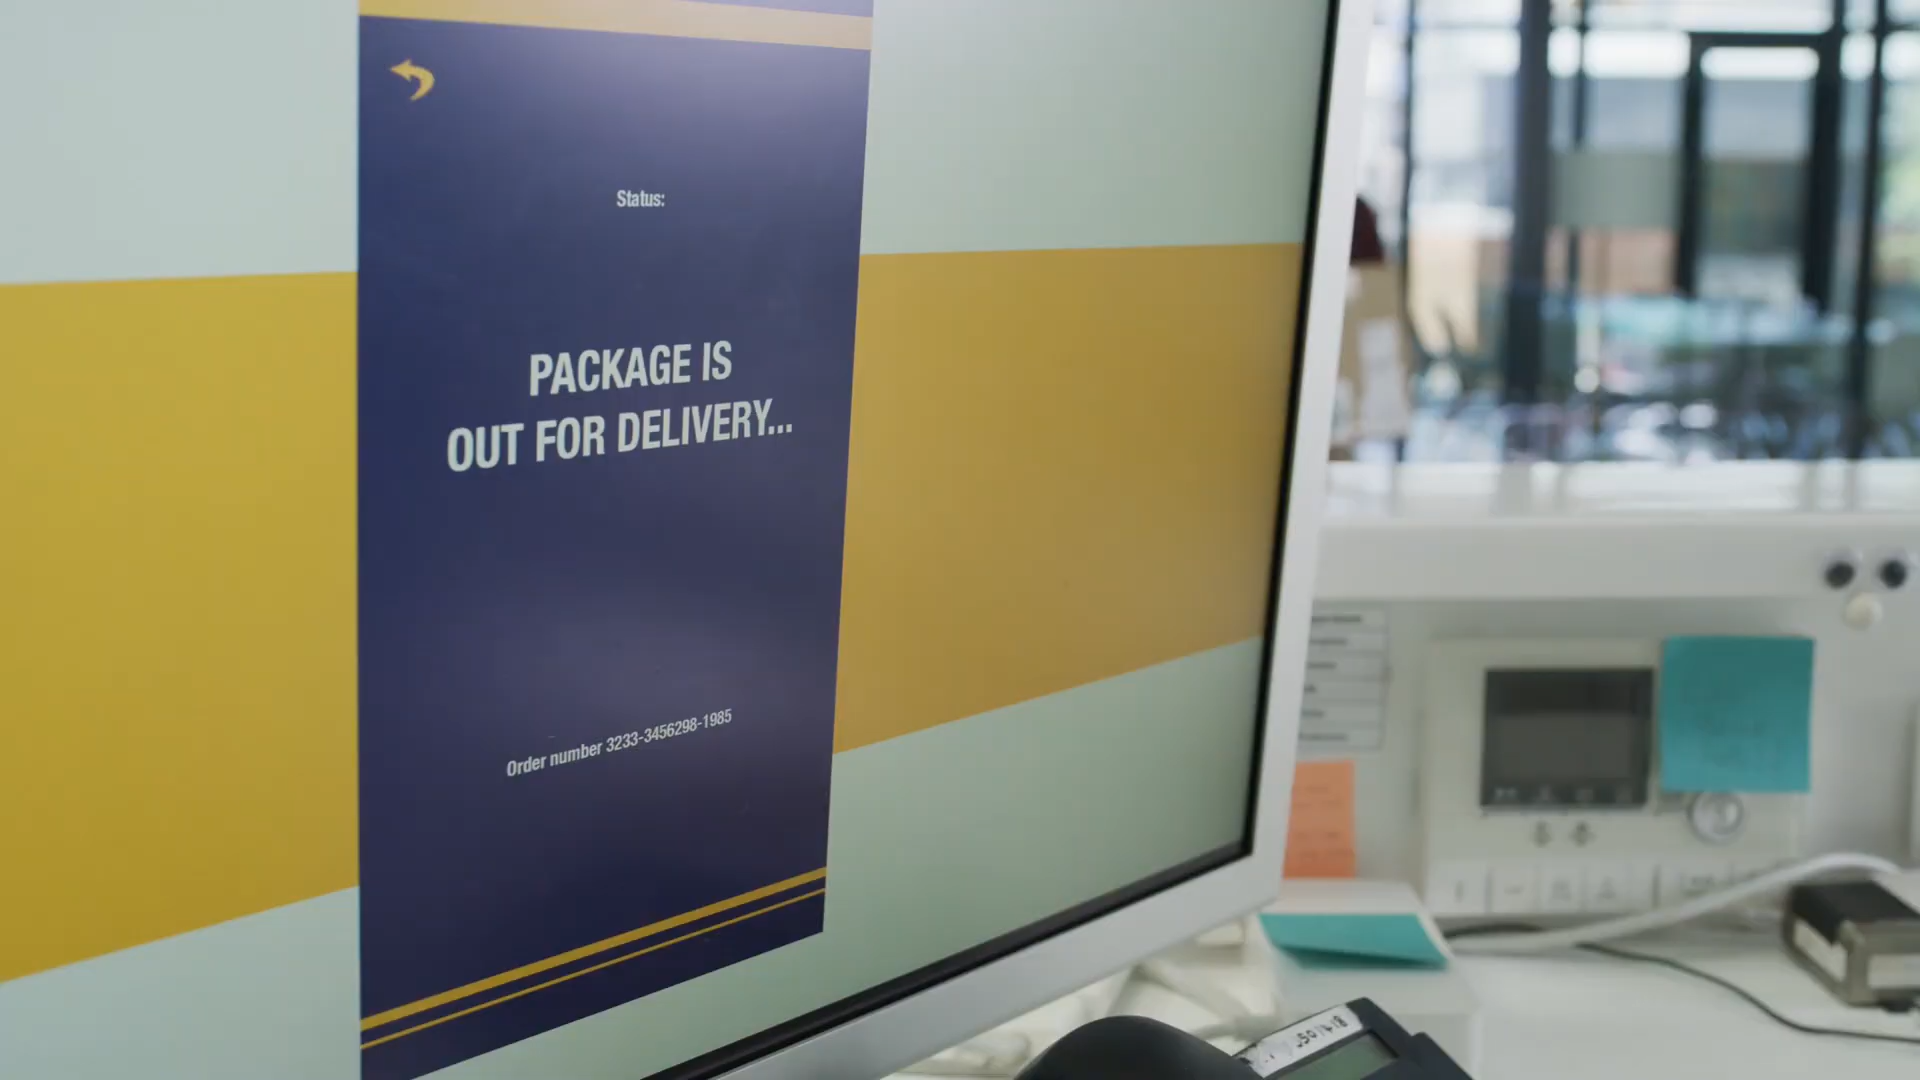 Status:
PACKAGE IS
OUT FOR DELIVERY...
Order number 3233-3456298-1985